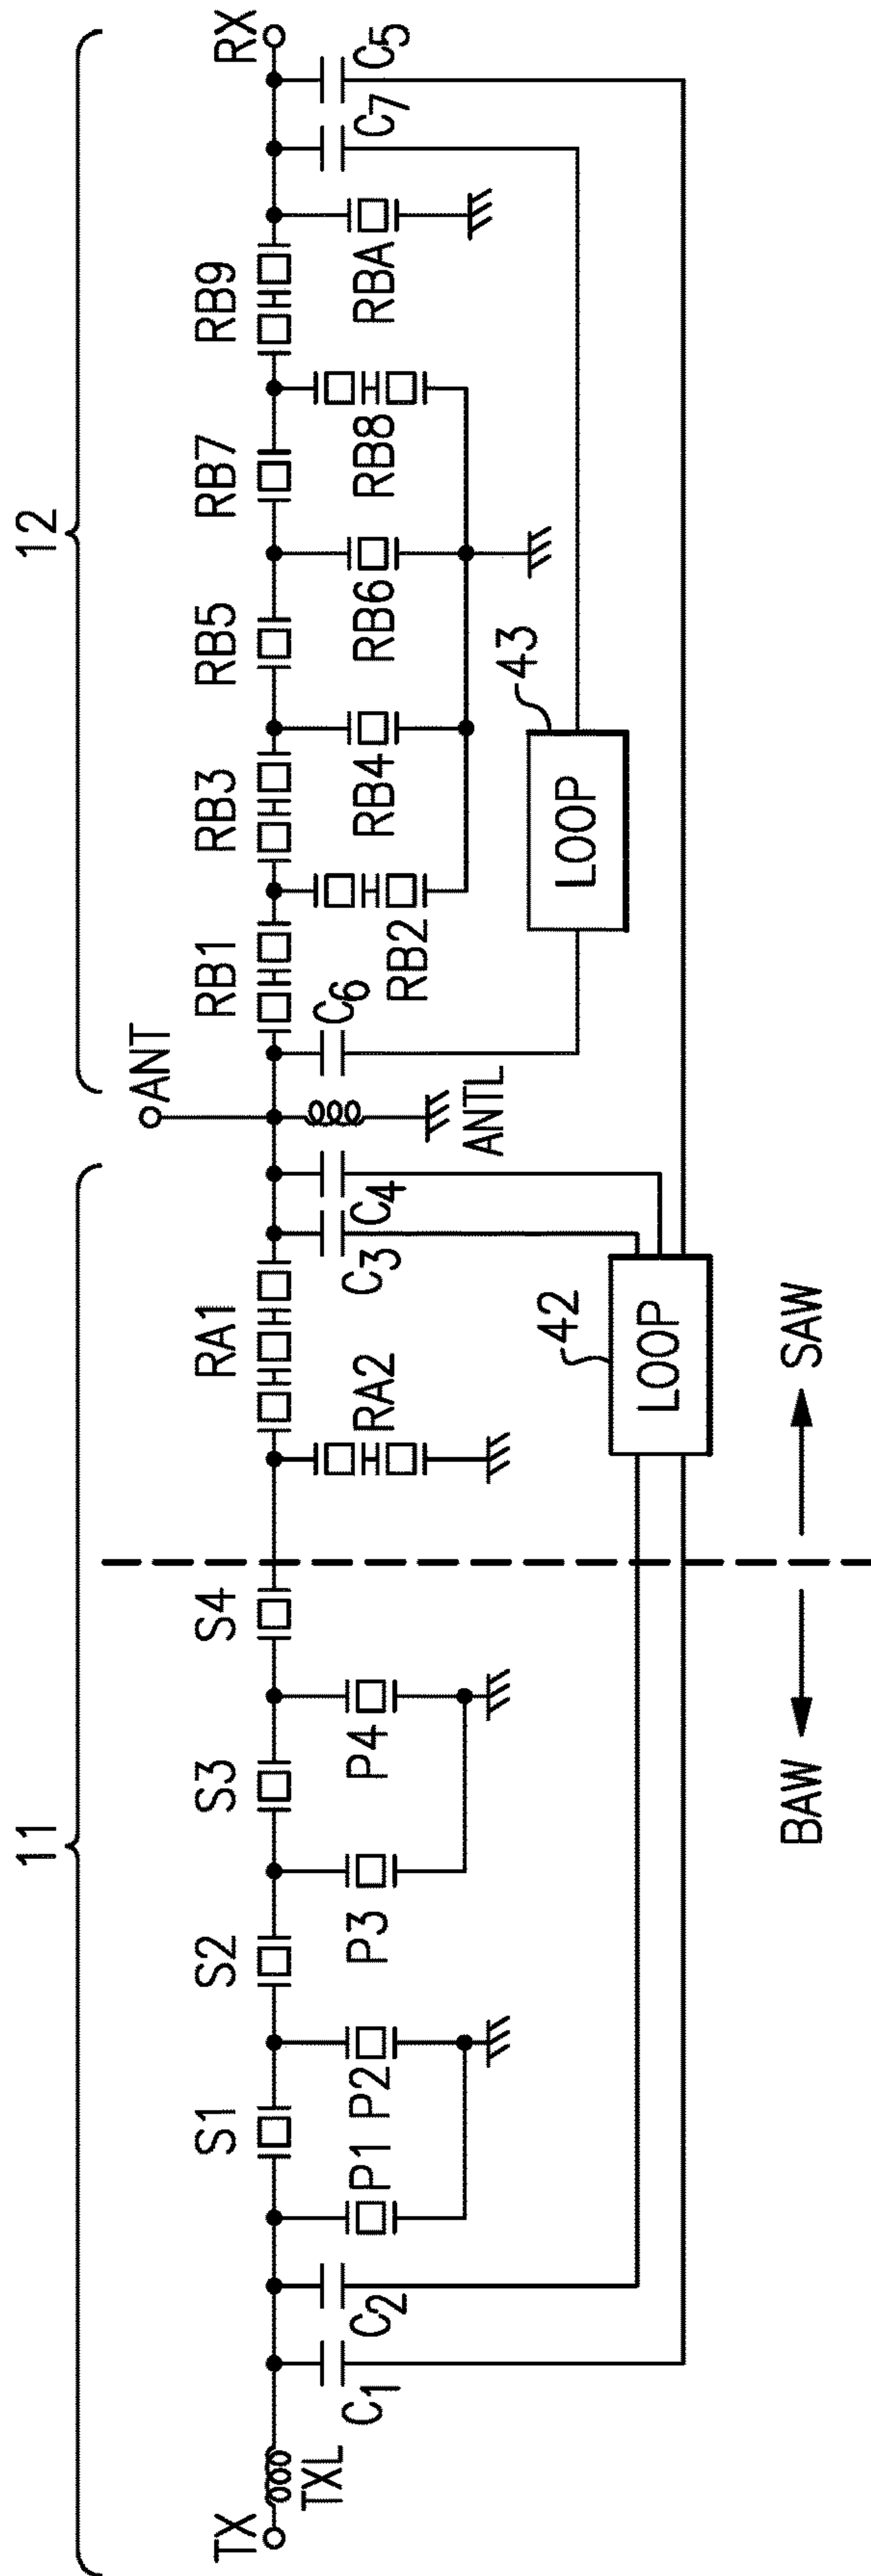 11
12
TX
TXL
C1
C2
P1
S1
P2
S2
P3
S3
P4
S4
RA2
RA1
C3
C4
ANT
ANTL
C6
RB1
RB2
RB3
RB4
RB5
RB6
RB7
RB8
RB9
RBA
C7
C5
RX
42
LOOP
43
LOOP
BAW
SAW